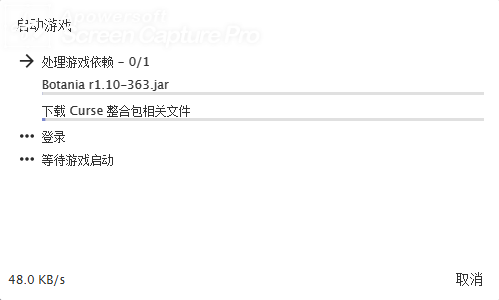 Apowersoft
Screen Capture Pro
启动游戏
处理游戏依赖 - 0/1
Botania r1.10-363.jar
下载 Curse 整合包相关文件
登录
等待游戏启动
48.0 KB/s
取消